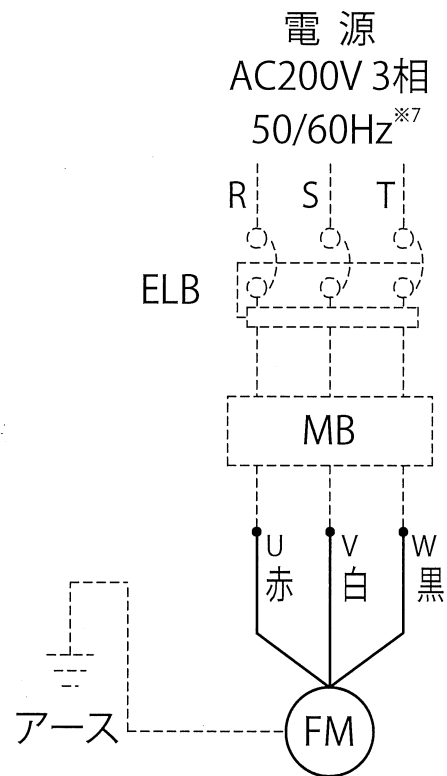 電 源
AC200V 3相
50/60Hz※7
R S T
ELB
MB
U V W
赤 白 黒
アース
FM